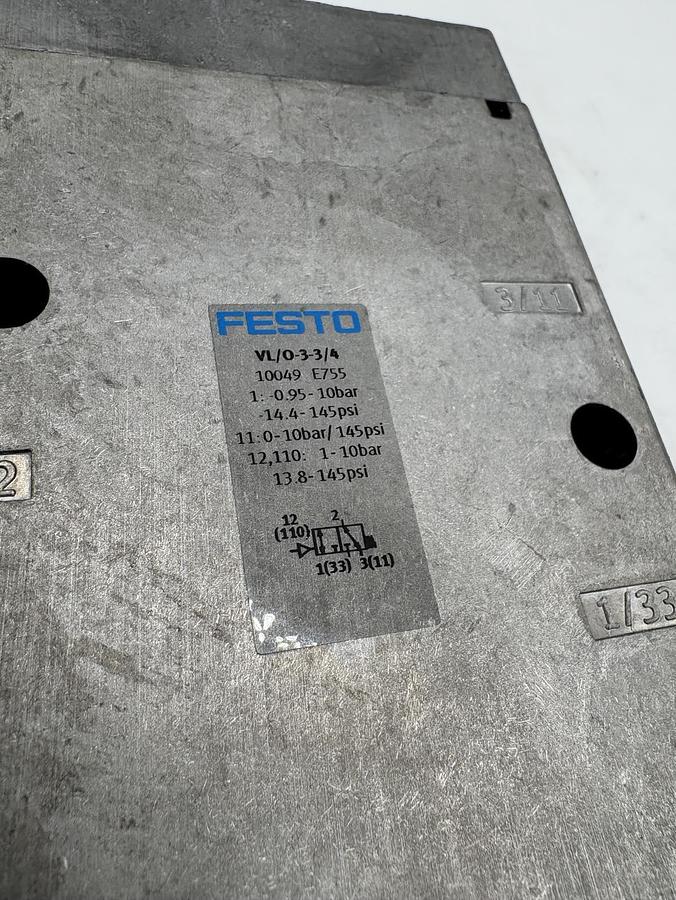 3/11
FESTO
VL/O-3-3/4
10049 E755
1: -0.95-10bar
-14.4-145psi
11:0-10bar/145psi
12,110: 1-10bar
13.8-145psi
2
12
2
(110)
1(33) 3(11)
1/33